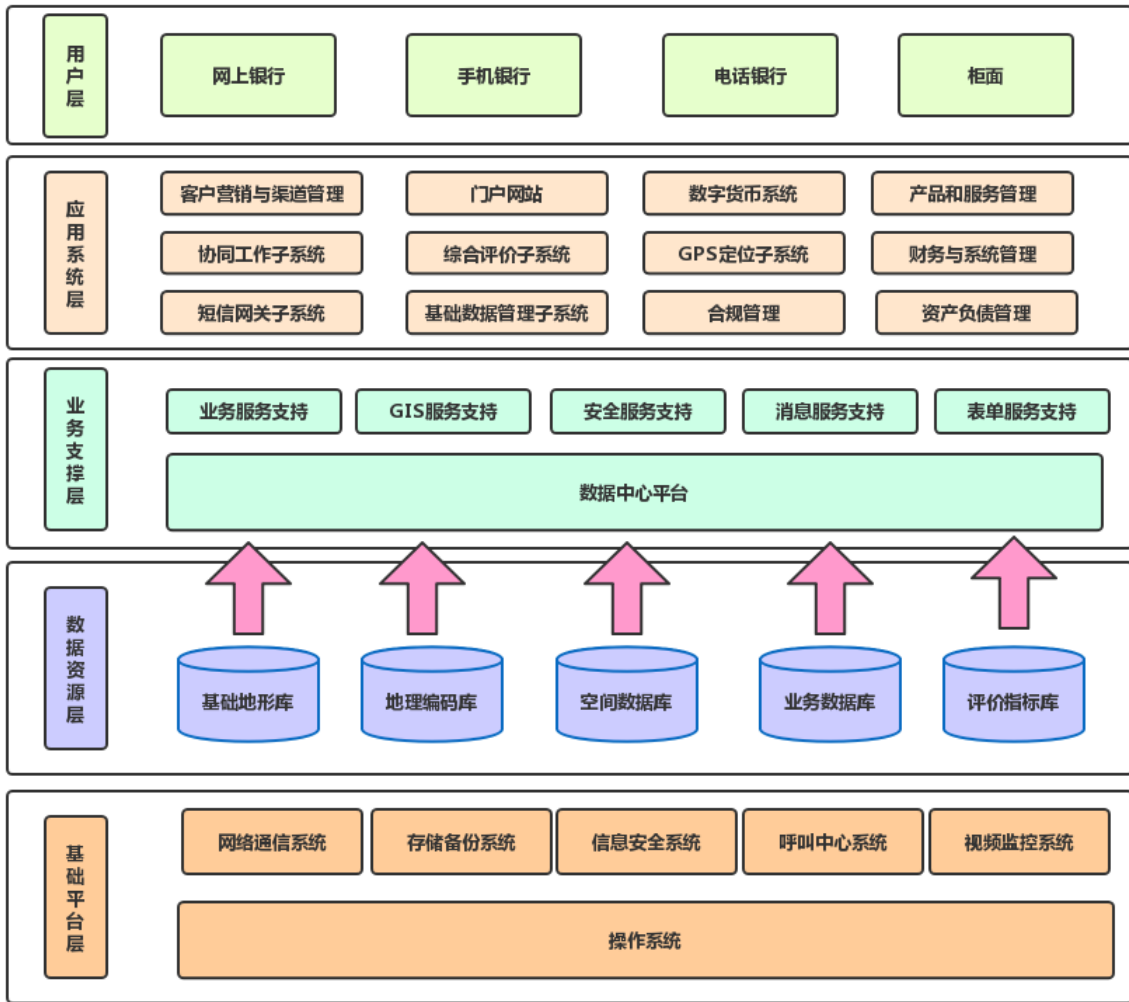 用户层
网上银行
手机银行
电话银行
柜面
应用系统层
客户营销与渠道管理
门户网站
数字货币系统
产品和服务管理
协同工作子系统
综合评价子系统
GPS定位子系统
财务与系统管理
短信网关子系统
基础数据管理子系统
合规管理
资产负债管理
业务支撑层
业务服务支持
GIS服务支持
安全服务支持
消息服务支持
表单服务支持
数据中心平台
数据资源层
基础地形库
地理编码库
空间数据库
业务数据库
评价指标库
基础平台层
网络通信系统
存储备份系统
信息安全系统
呼叫中心系统
视频监控系统
操作系统